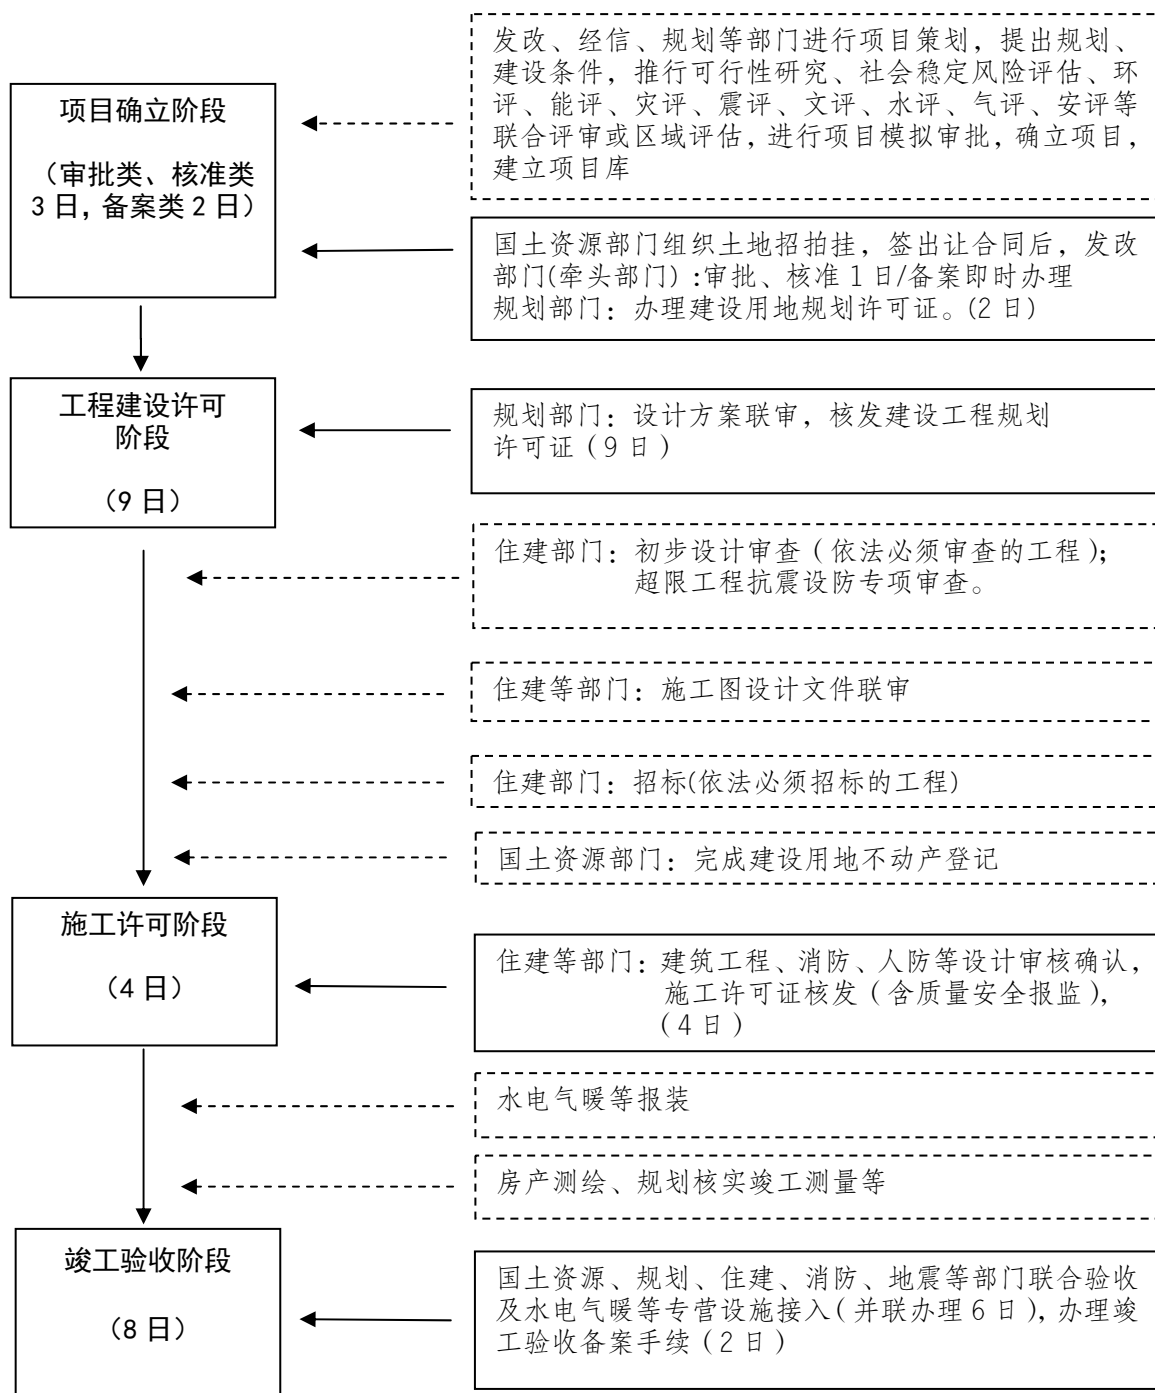 发改、经信、规划等部门进行项目策划，提出规划、
建设条件，推行可行性研究、社会稳定风险评估、环
评、能评、灾评、震评、文评、水评、气评、安评等
联合评审或区域评估，进行项目模拟审批，确立项目，
建立项目库
项目确立阶段
（审批类、核准类
3日，备案类2日）
国土资源部门组织土地招拍挂，签出让合同后，发改
部门(牵头部门)：审批、核准1日/备案即时办理
规划部门：办理建设用地规划许可证。(2日)
工程建设许可
阶段
（9日）
规划部门：设计方案联审，核发建设工程规划
许可证（9日）
住建部门：初步设计审查（依法必须审查的工程）；
超限工程抗震设防专项审查。
住建等部门：施工图设计文件联审
住建部门：招标(依法必须招标的工程)
国土资源部门：完成建设用地不动产登记
施工许可阶段
（4日）
住建等部门：建筑工程、消防、人防等设计审核确认，
施工许可证核发（含质量安全报监），
（4日）
水电气暖等报装
房产测绘、规划核实竣工测量等
竣工验收阶段
（8日）
国土资源、规划、住建、消防、地震等部门联合验收
及水电气暖等专营设施接入（并联办理6日），办理竣
工验收备案手续（2日）